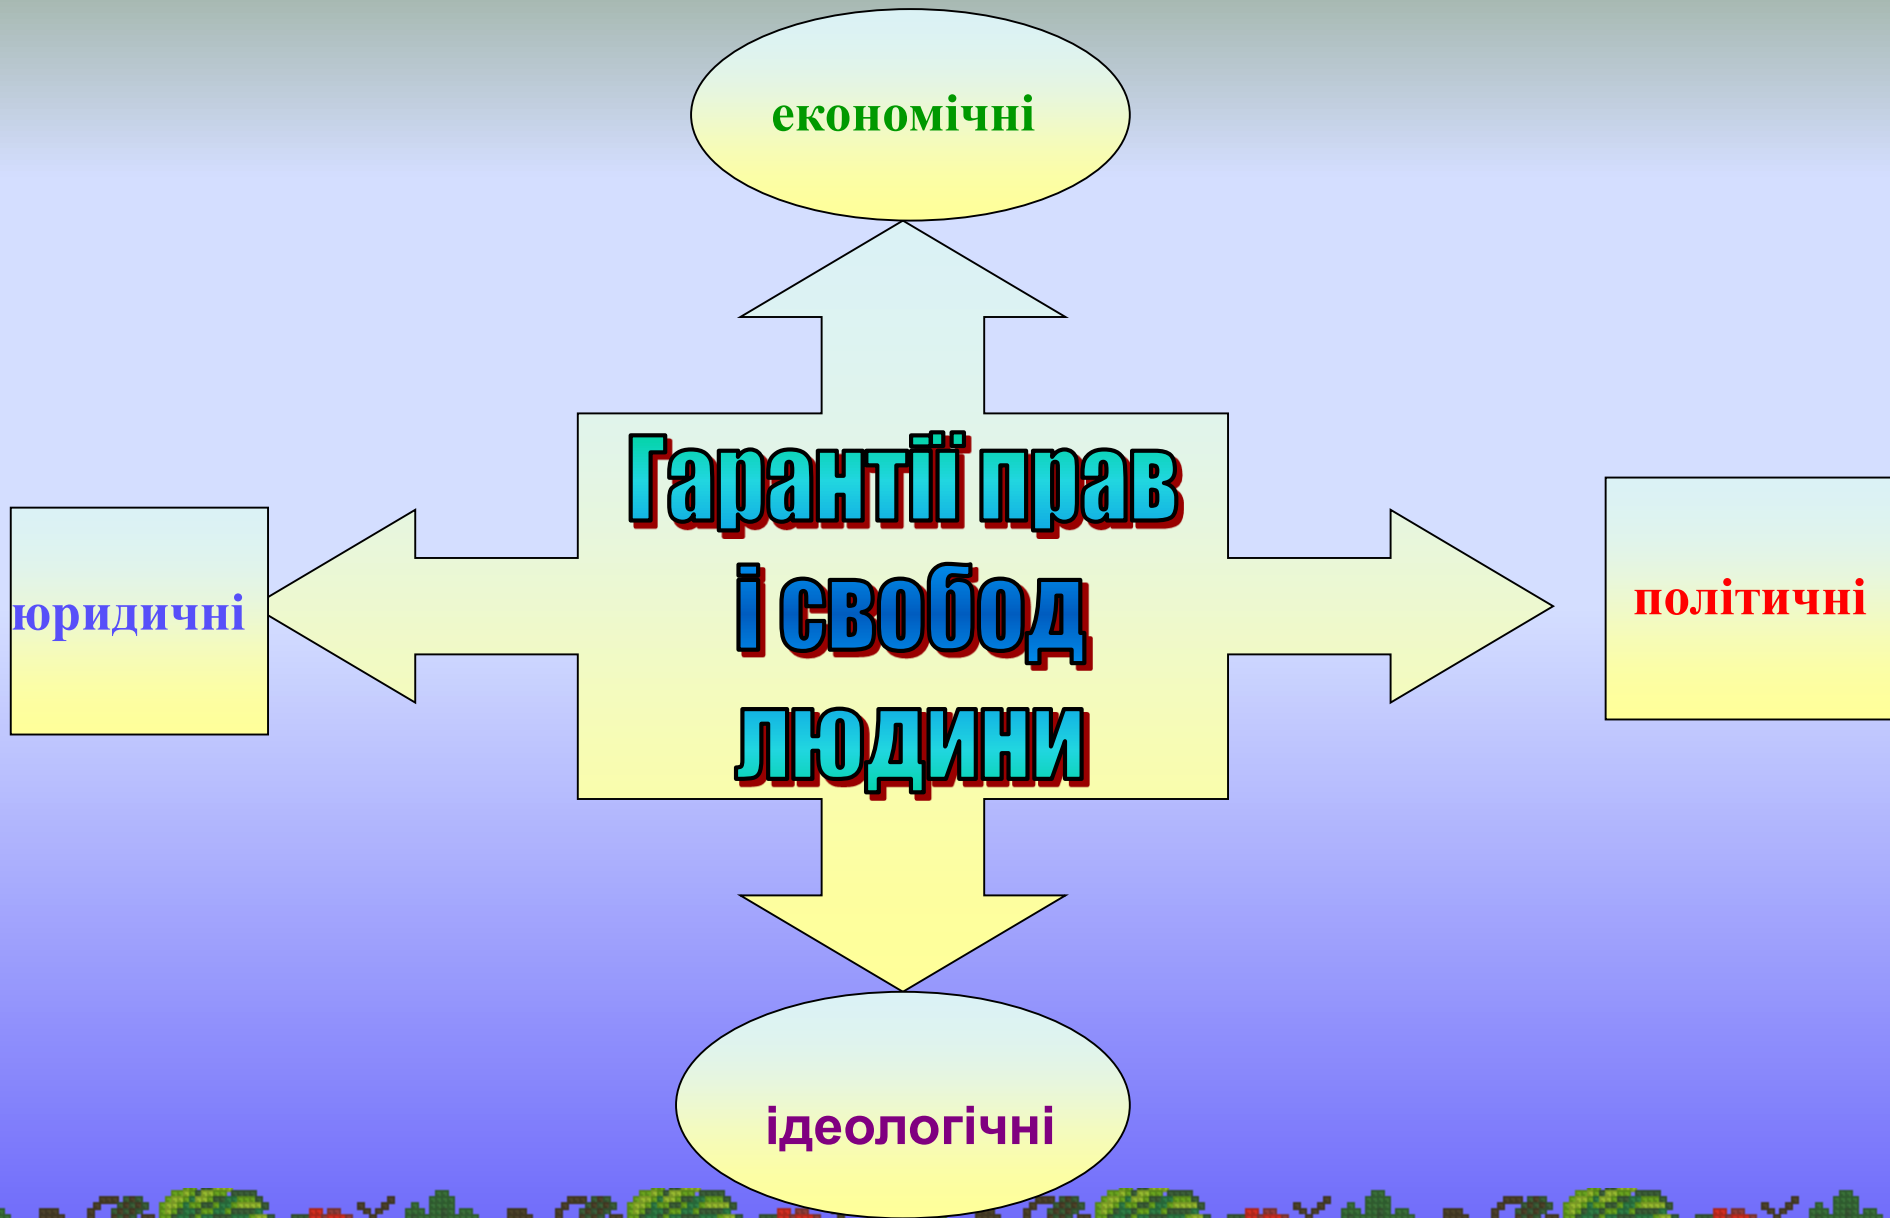 економічні
Гарантії прав
і свобод
людини
юридичні
політичні
ідеологічні